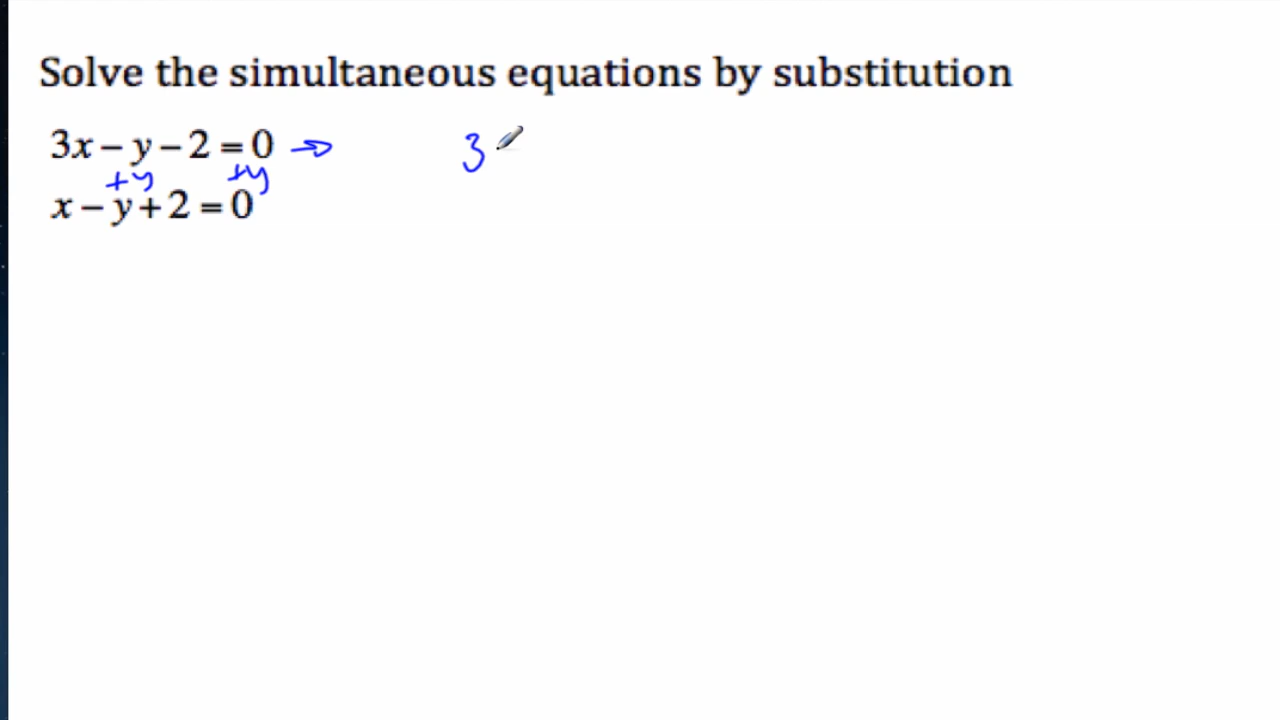 Solve the simultaneous equations by substitution
3x − y − 2 = 0 → 3
+y +y
x − y + 2 = 0